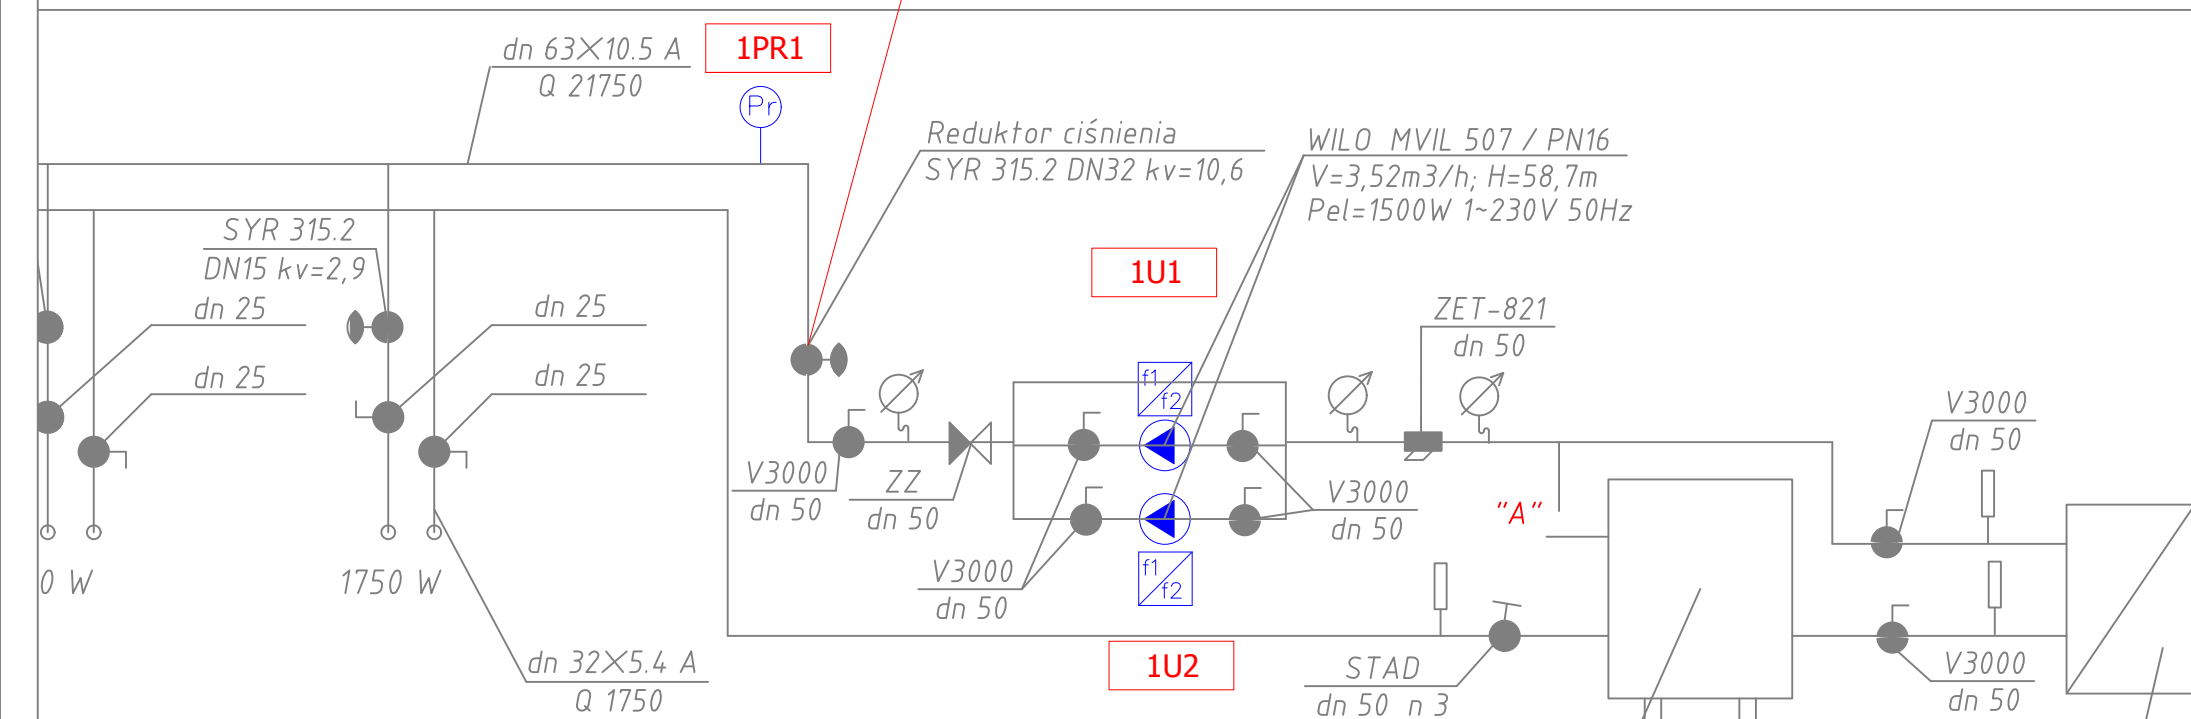 dn 63X10.5 A
Q 21750
1PR1
Pr
Reduktor ciśnienia
SYR 315.2 DN32 kv=10,6
WILO MVIL 507 / PN16
V=3,52m3/h; H=58,7m
Pel=1500W 1~230V 50Hz
SYR 315.2
DN15 kv=2,9
dn 25
dn 25
dn 25
dn 25
1U1
ZET-821
dn 50
f1
f2
V3000
dn 50
V3000
dn 50
ZZ
dn 50
V3000
dn 50
"A"
V3000
dn 50
f1
f2
0 W
1750 W
1U2
dn 32X5.4 A
Q 1750
STAD
dn 50 n 3
V3000
dn 50